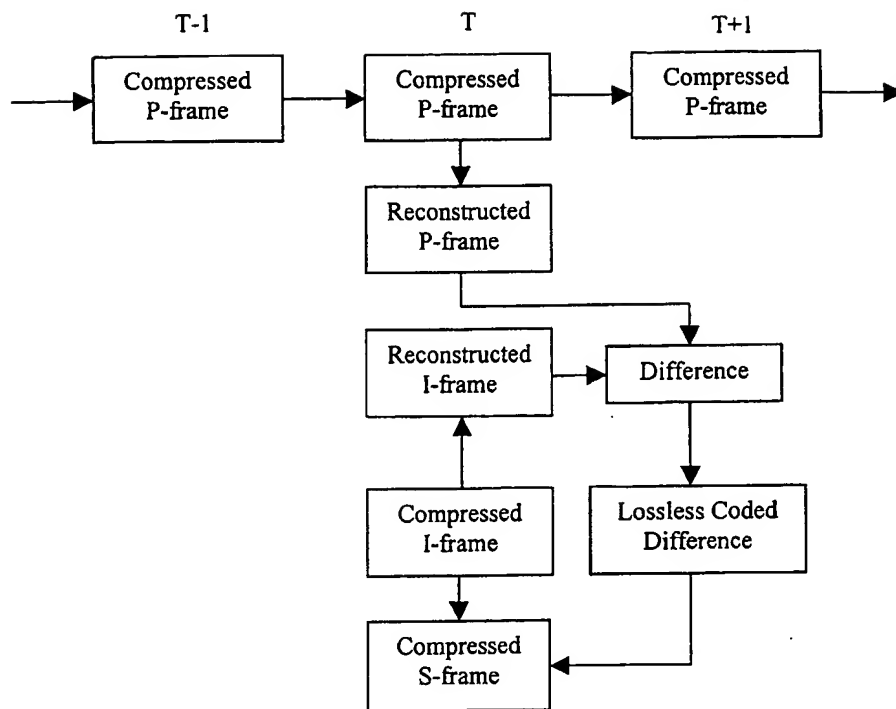 T-1
T
T+1
Compressed
P-frame
Compressed
P-frame
Compressed
P-frame
Reconstructed
P-frame
Reconstructed
I-frame
Difference
Compressed
I-frame
Lossless Coded
Difference
Compressed
S-frame